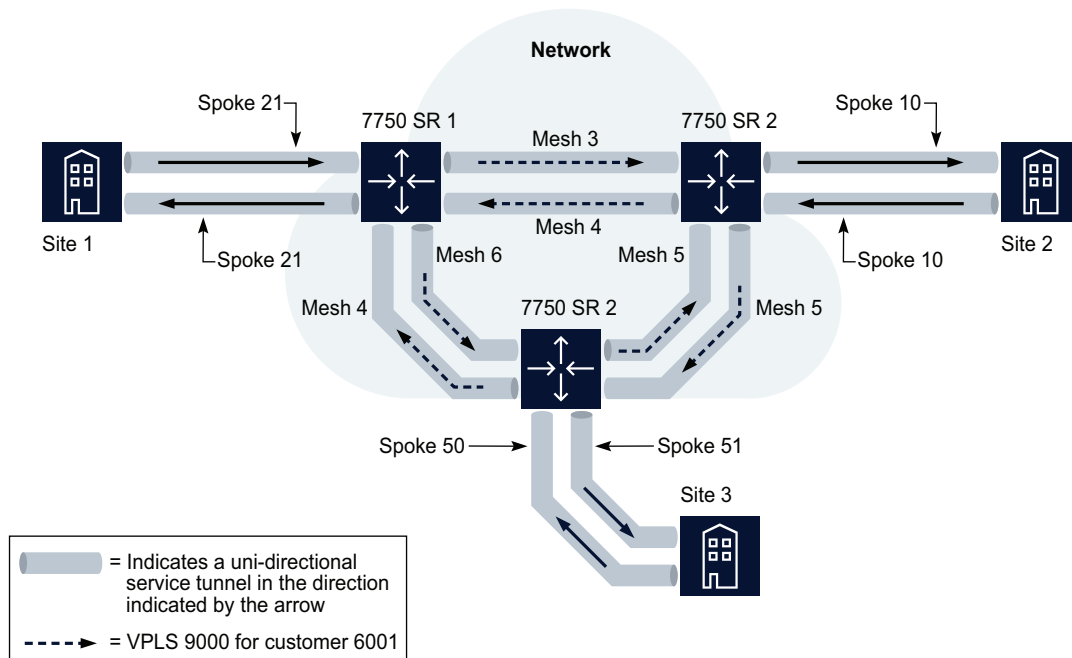 Network
Spoke 21
7750 SR 1
Mesh 3
7750 SR 2
Spoke 10
Site 1
Spoke 21
Mesh 4
Spoke 10
Site 2
Mesh 6
Mesh 5
Mesh 4
7750 SR 2
Mesh 5
Spoke 50
Spoke 51
Site 3
= Indicates a uni-directional
service tunnel in the direction
indicated by the arrow
= VPLS 9000 for customer 6001